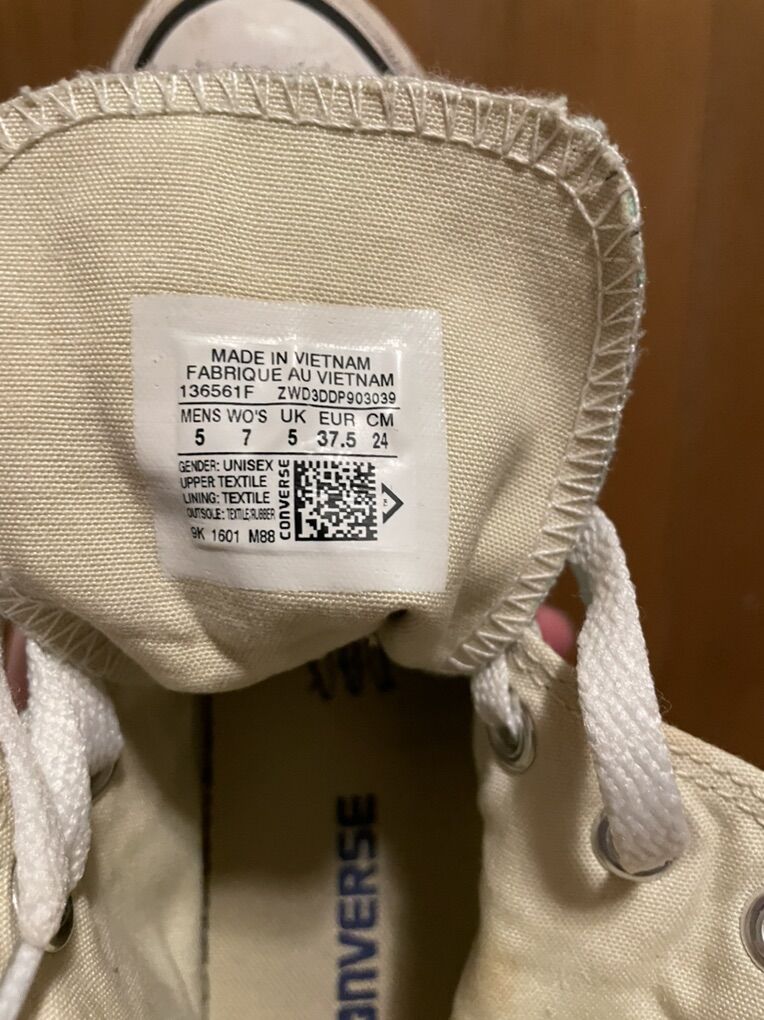 MADE IN VIETNAM
FABRIQUE AU VIETNAM
136561F ZWD3DDP903039
MENS WO'S UK EUR CM
5 7 5 37.5 24
GENDER: UNISEX
UPPER TEXTILE
LINING: TEXTILE
OUTSOLE: TEXTILE/RUBBER
9K 1601 M88
CONVERSE
CONVERSE